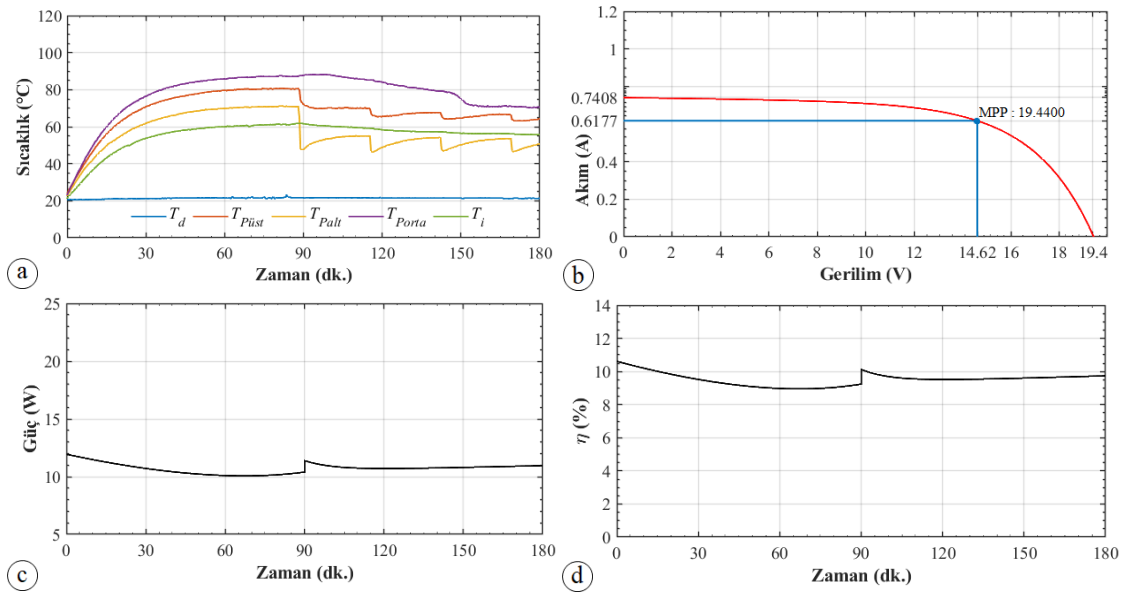 120
100
80
60
40
20
0
Sıcaklık (°C)
T_d T_Püst T_Palt T_Porta T_i
0 30 60 90 120 150 180
Zaman (dk.)
a
1.2
1
0.7408
0.6177
0.4
0.2
0
Akım (A)
MPP : 19.4400
0 2 4 6 8 10 12 14.62 16 18 19.4
Gerilim (V)
b
25
20
15
10
5
Güç (W)
0 30 60 90 120 150 180
Zaman (dk.)
c
14
12
10
8
6
4
2
0
η (%)
0 30 60 90 120 150 180
Zaman (dk.)
d